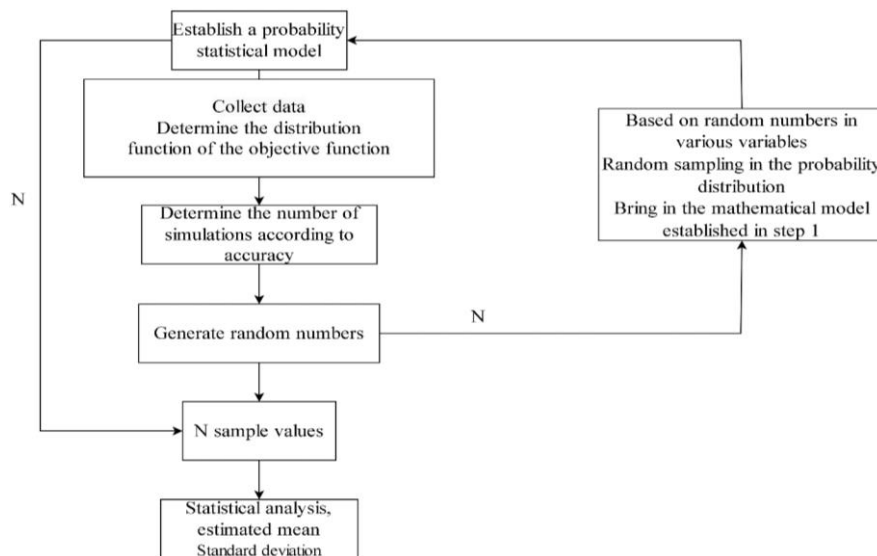 Establish a probability
statistical model
Collect data
Determine the distribution
function of the objective function
N
Determine the number of
simulations according to
accuracy
Generate random numbers
N
Based on random numbers in
various variables
Random sampling in the probability
distribution
Bring in the mathematical model
established in step 1
N sample values
Statistical analysis,
estimated mean
Standard deviation